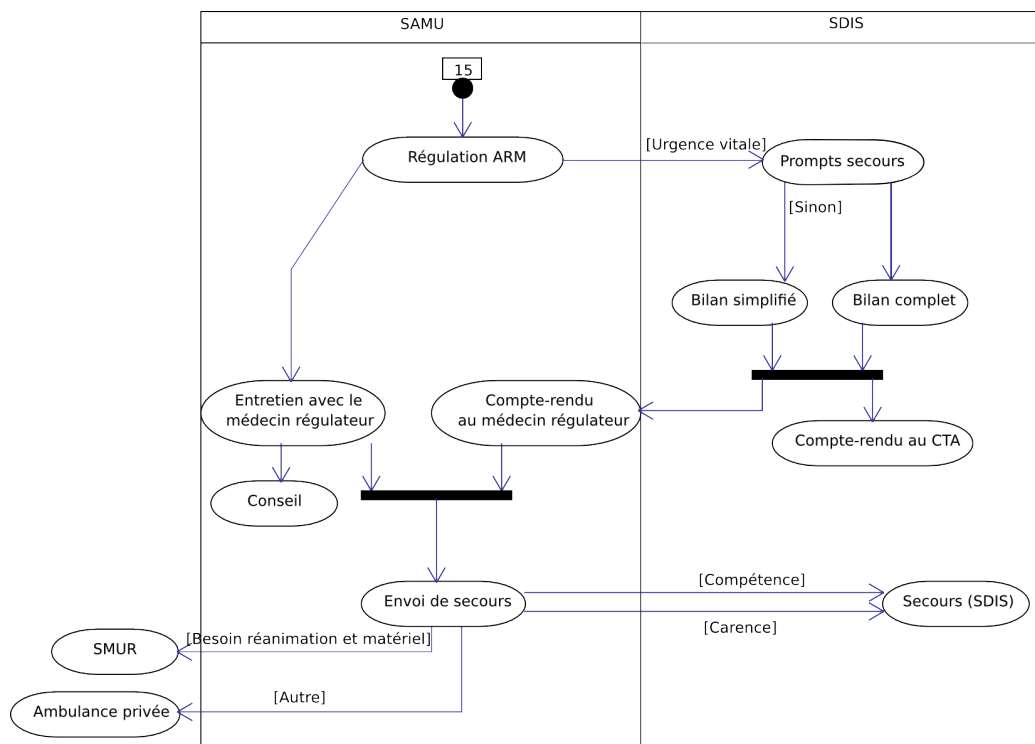 SAMU
SDIS
15
Régulation ARM
[Urgence vitale]
Prompts secours
[Sinon]
Bilan simplifié
Bilan complet
Entretien avec le
médecin régulateur
Compte-rendu
au médecin régulateur
Compte-rendu au CTA
Conseil
Envoi de secours
[Compétence]
[Carence]
Secours (SDIS)
[Besoin réanimation et matériel]
SMUR
[Autre]
Ambulance privée